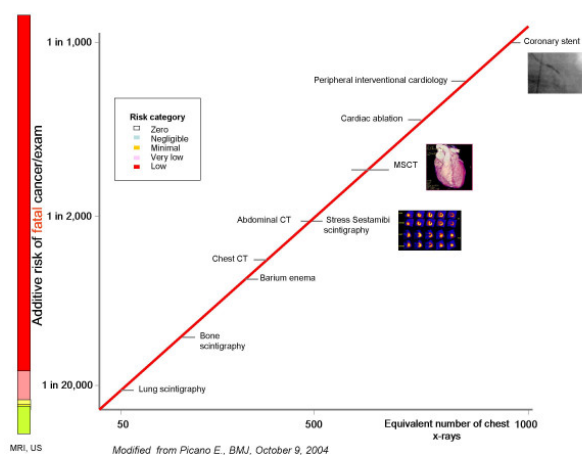 1 in 1,000
Coronary stent
Peripheral interventional cardiology
Risk category
Zero
Negligible
Minimal
Very low
Low
Cardiac ablation
MSCT
Additive risk of fatal cancer/exam
1 in 2,000
Abdominal CT
Stress Sestamibi
scintigraphy
Chest CT
Barium enema
Bone
scintigraphy
1 in 20,000
Lung scintigraphy
50
500
Equivalent number of chest
x-rays
1000
MRI, US
Modified from Picano E., BMJ, October 9, 2004